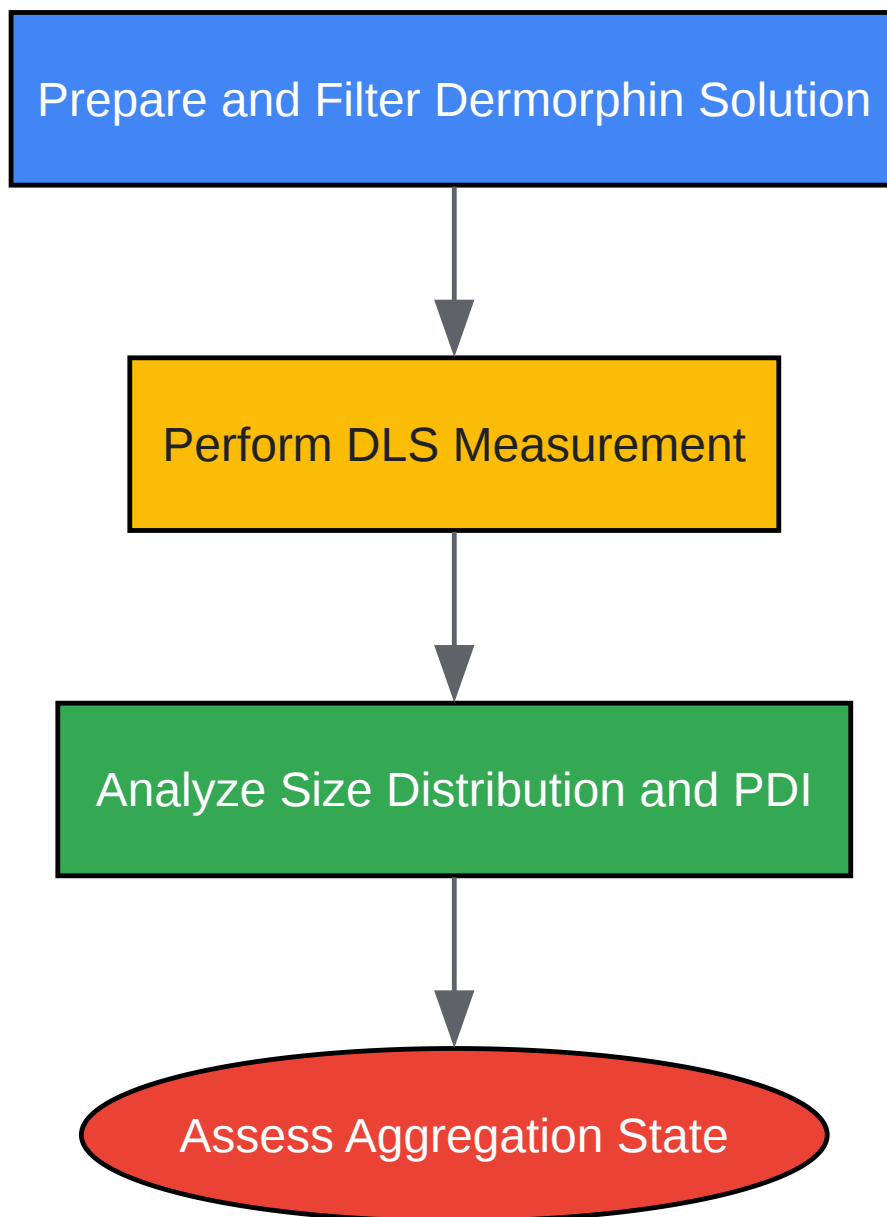 Prepare and Filter Dermorphin Solution
Perform DLS Measurement
Analyze Size Distribution and PDI
Assess Aggregation State